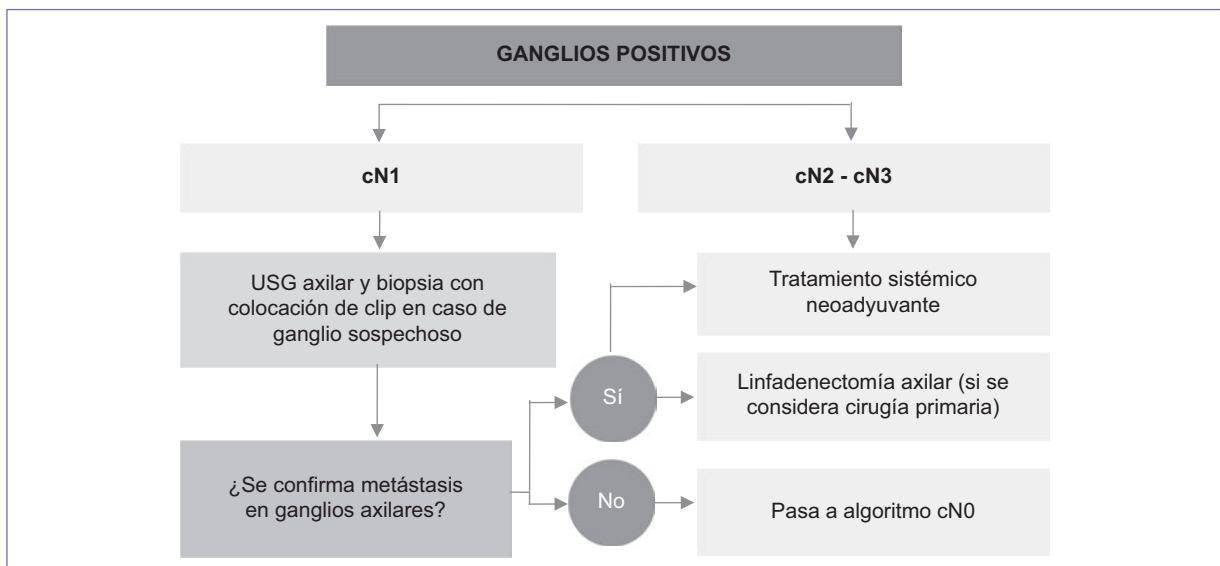 GANGLIOS POSITIVOS
cN1
cN2 - cN3
USG axilar y biopsia con
colocación de clip en caso de
ganglio sospechoso
Tratamiento sistémico
neoadyuvante
Sí
Linfadenectomía axilar (si se
considera cirugía primaria)
¿Se confirma metástasis
en ganglios axilares?
No
Pasa a algoritmo cN0